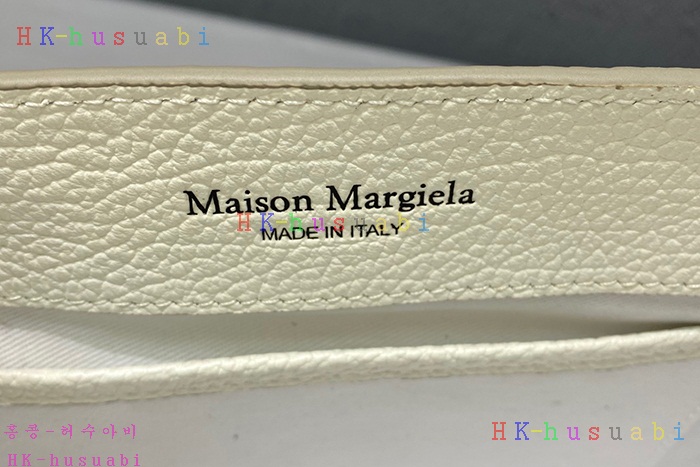 HK-husuabi
Maison Margiela
HK-husuabi
MADE IN ITALY
홍콩-허수아비
HK-husuabi
HK-husuabi